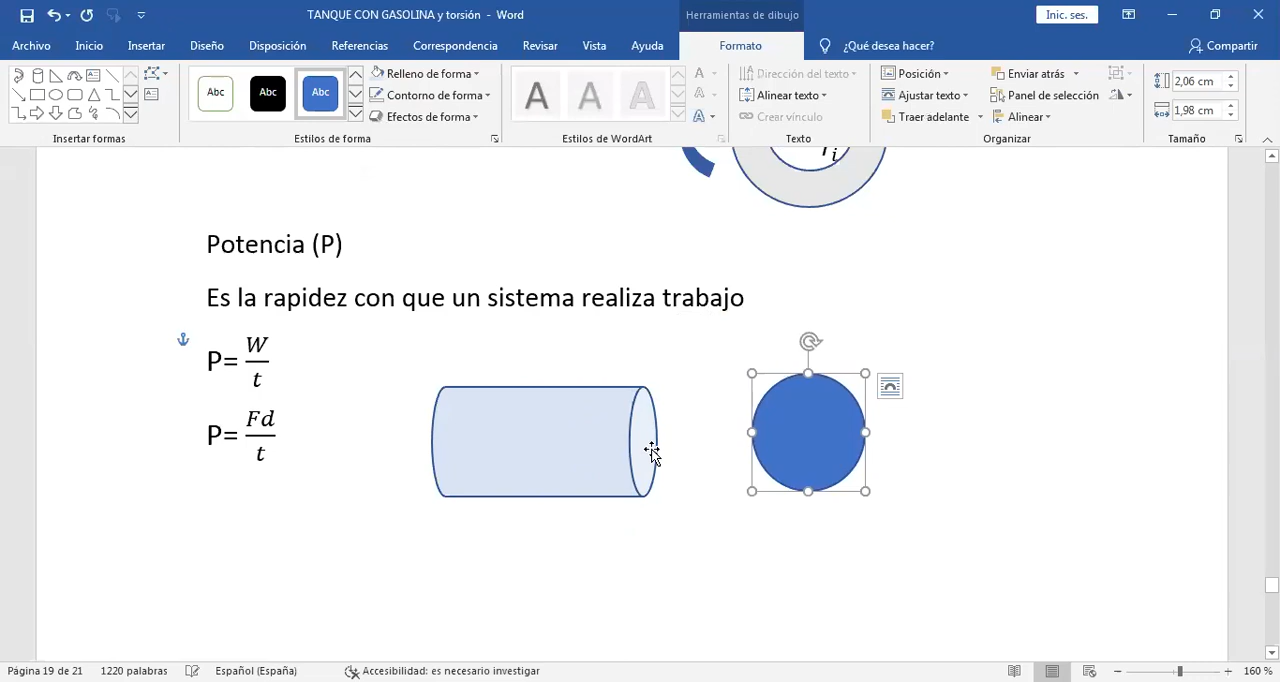 TANQUE CON GASOLINA y torsión - Word
Herramientas de dibujo
Inic. ses.
Archivo Inicio Insertar Diseño Disposición Referencias Correspondencia Revisar Vista Ayuda Formato ¿Qué desea hacer? Compartir
Abc Abc Abc
Relleno de forma
Contorno de forma
Efectos de forma
A A A
Dirección del texto
Alinear texto
Crear vínculo
Posición
Ajustar texto
Traer adelante
Enviar atrás
Panel de selección
Alinear
2,06 cm
1,98 cm
Insertar formas Estilos de forma Estilos de WordArt Texto Organizar Tamaño
r_i
Potencia (P)
Es la rapidez con que un sistema realiza trabajo
P= W/t
P= Fd/t
Página 19 de 21 1220 palabras Español (España) Accesibilidad: es necesario investigar 160 %